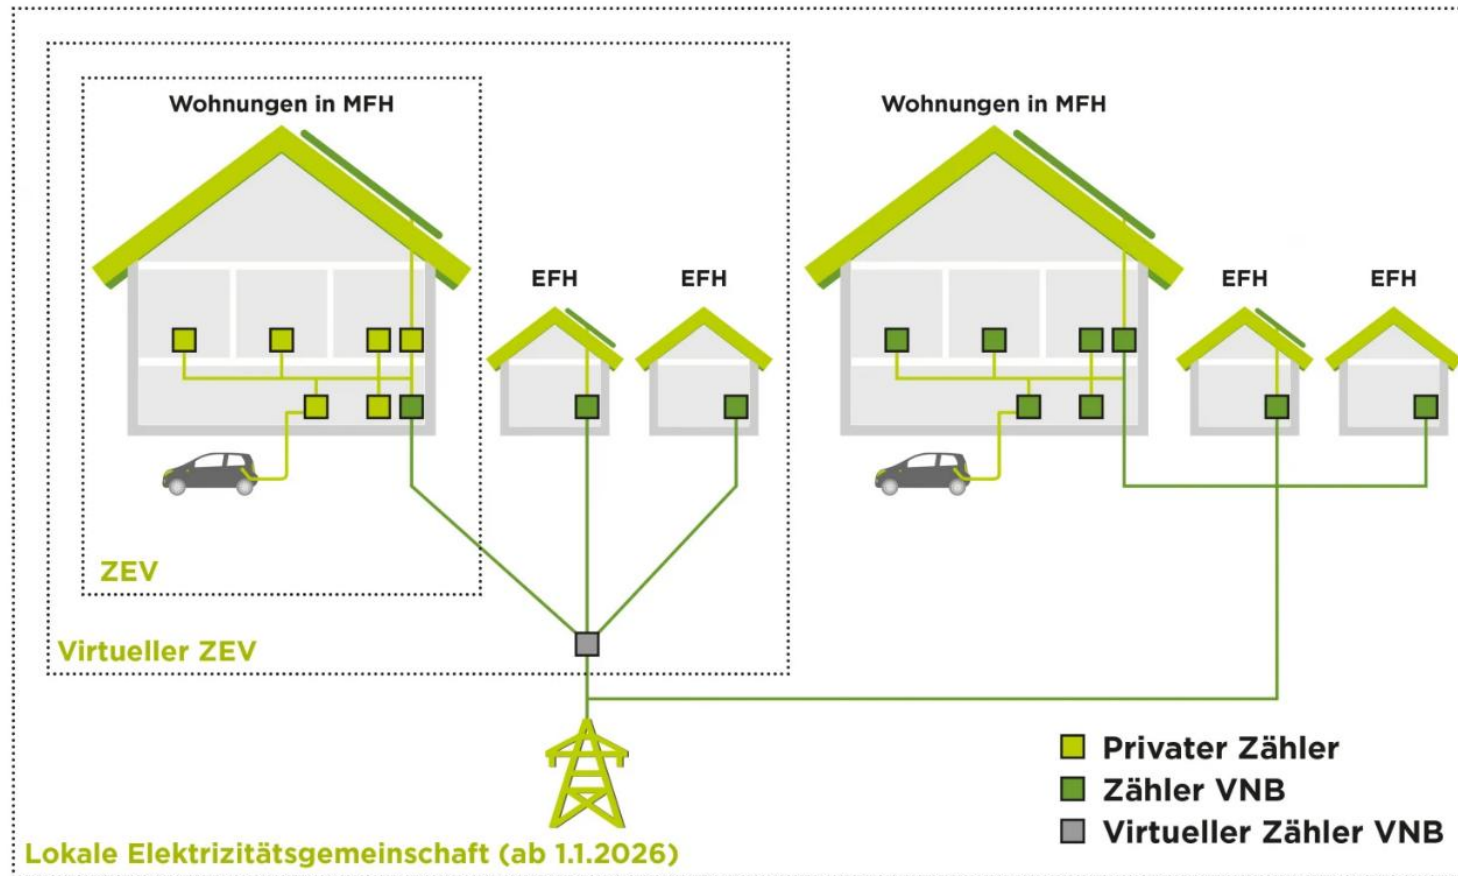 Wohnungen in MFH
Wohnungen in MFH
EFH
EFH
EFH
EFH
ZEV
Virtueller ZEV
Privater Zähler
Zähler VNB
Virtueller Zähler VNB
Lokale Elektrizitätsgemeinschaft (ab 1.1.2026)